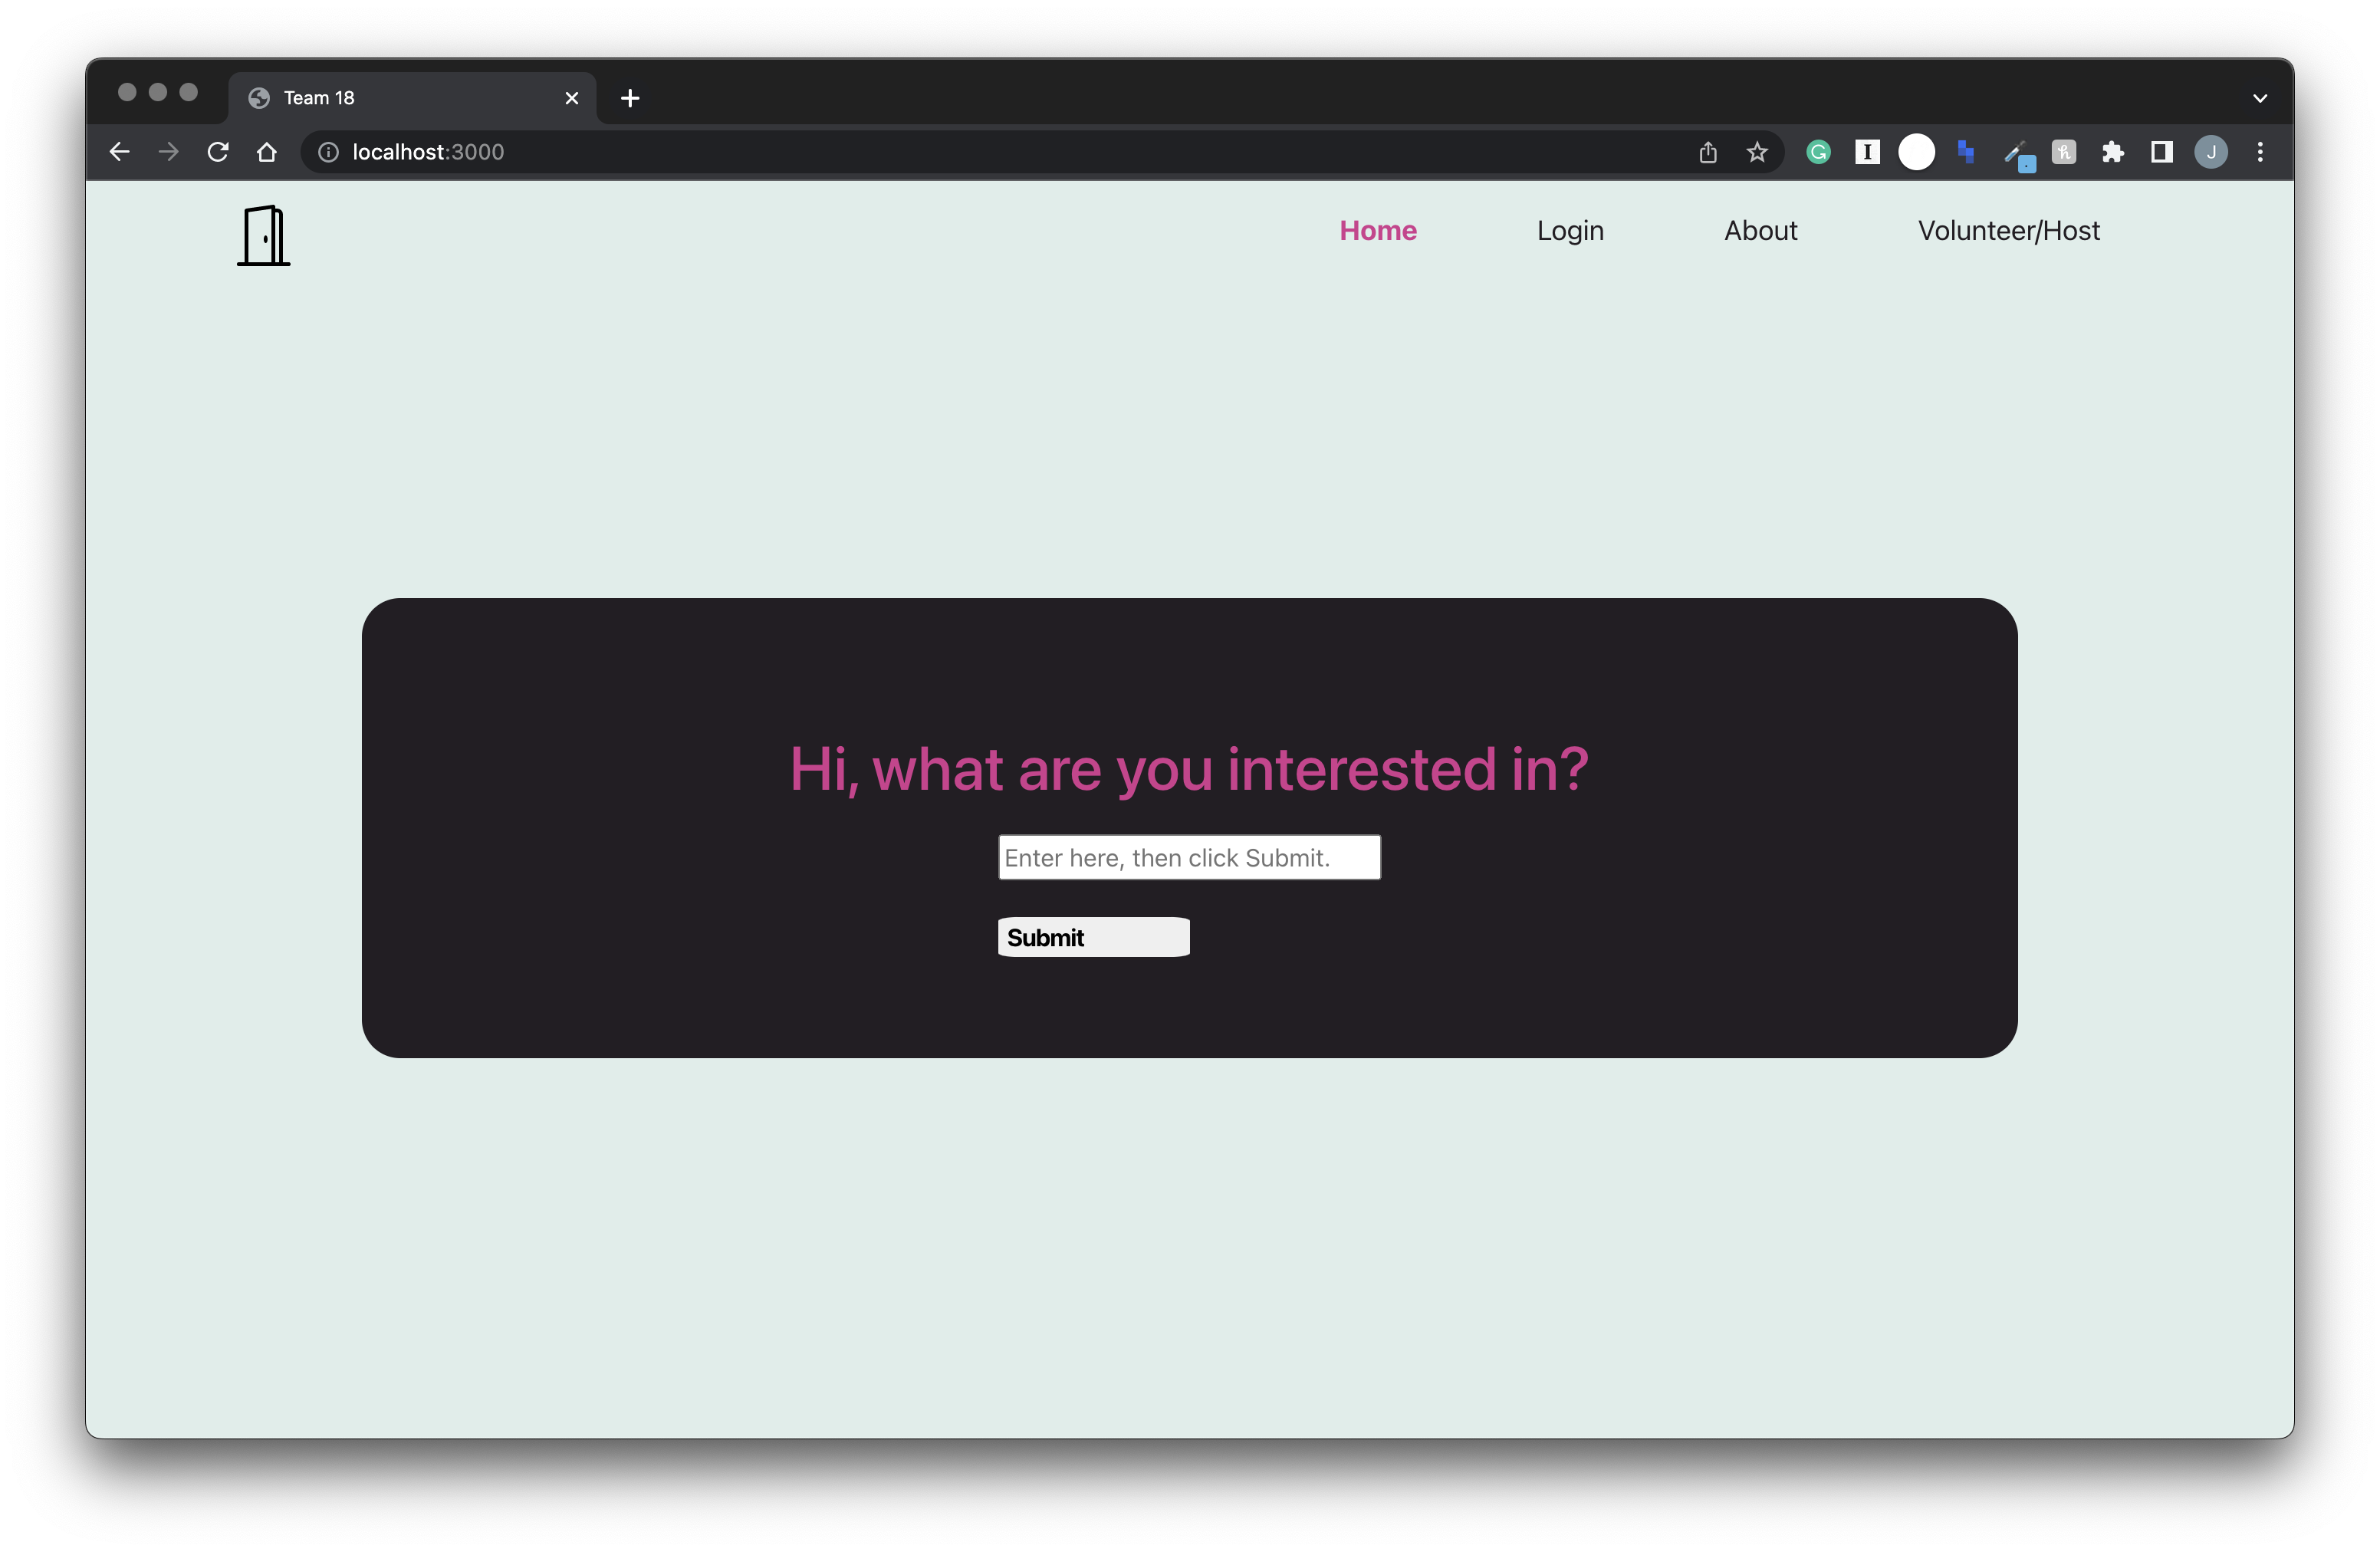 Team 18
localhost:3000
J
Home Login About Volunteer/Host
Hi, what are you interested in?
Enter here, then click Submit.
Submit